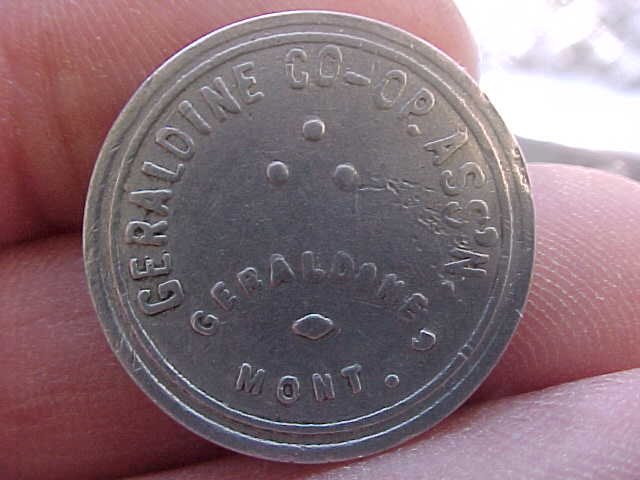 GERALDINE CO-OP. ASS'N
GERALDINE,
MONT.